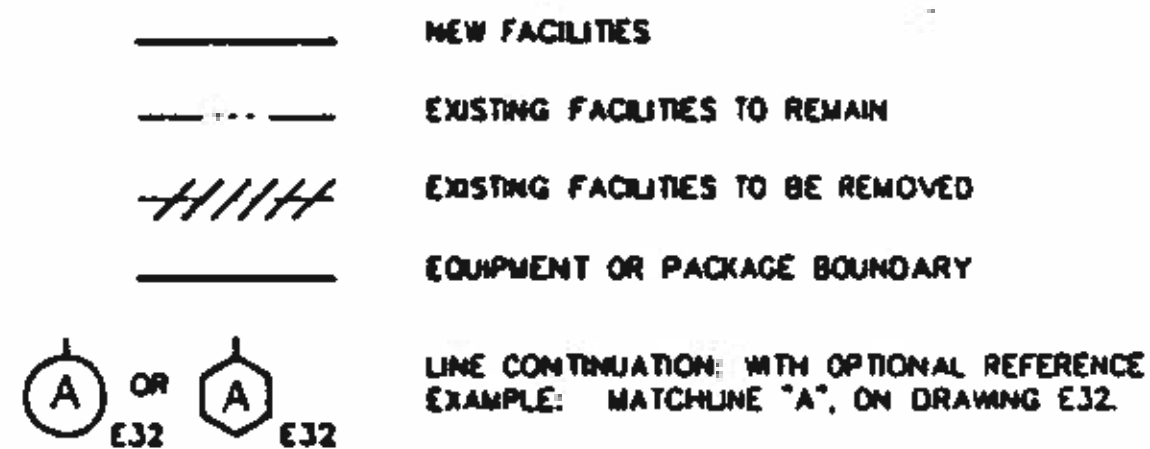 NEW FACILITIES
EXISTING FACILITIES TO REMAIN
EXISTING FACILITIES TO BE REMOVED
EQUIPMENT OR PACKAGE BOUNDARY
A OR A LINE CONTINUATION: WITH OPTIONAL REFERENCE
E32 E32 EXAMPLE: MATCHLINE "A", ON DRAWING E32.